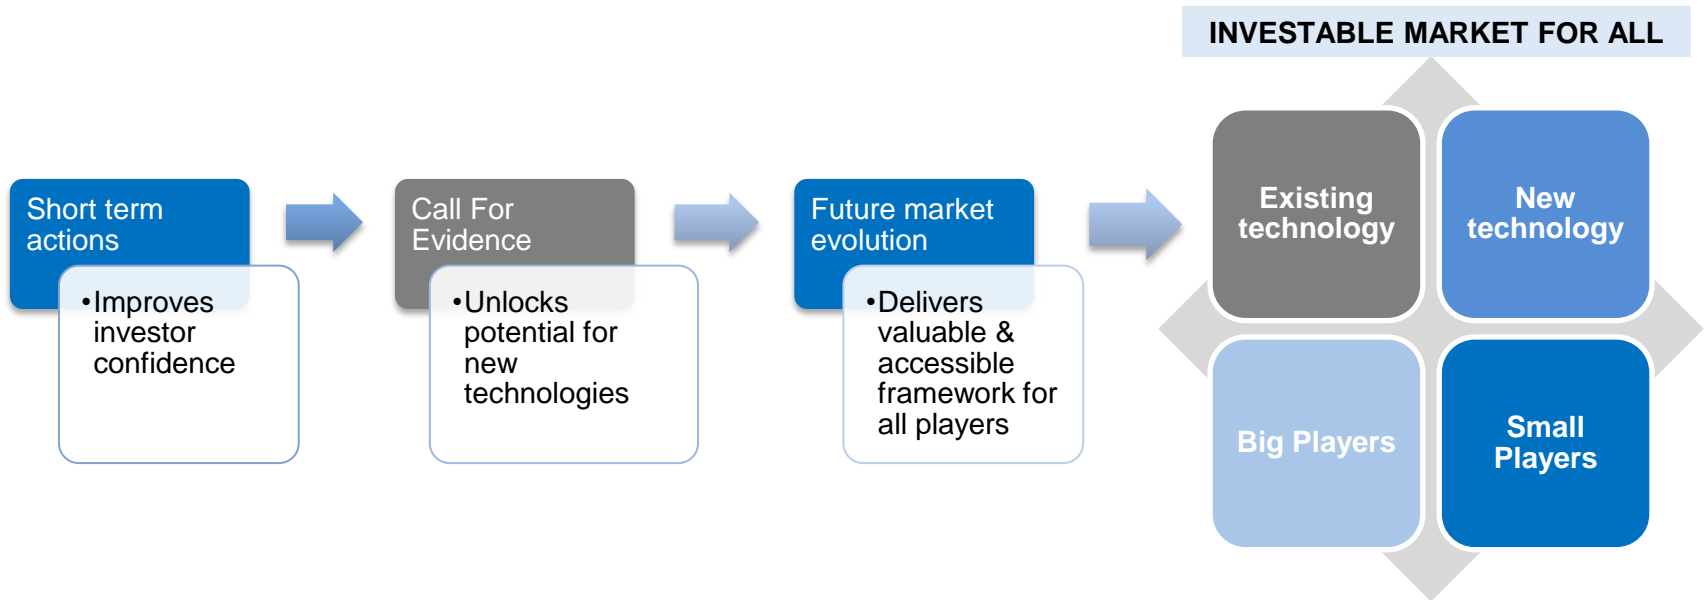 INVESTABLE MARKET FOR ALL
Short term
actions
•Improves
investor
confidence
Call For
Evidence
•Unlocks
potential for
new
technologies
Future market
evolution
•Delivers
valuable &
accessible
framework for
all players
Existing
technology
New
technology
Big Players
Small
Players